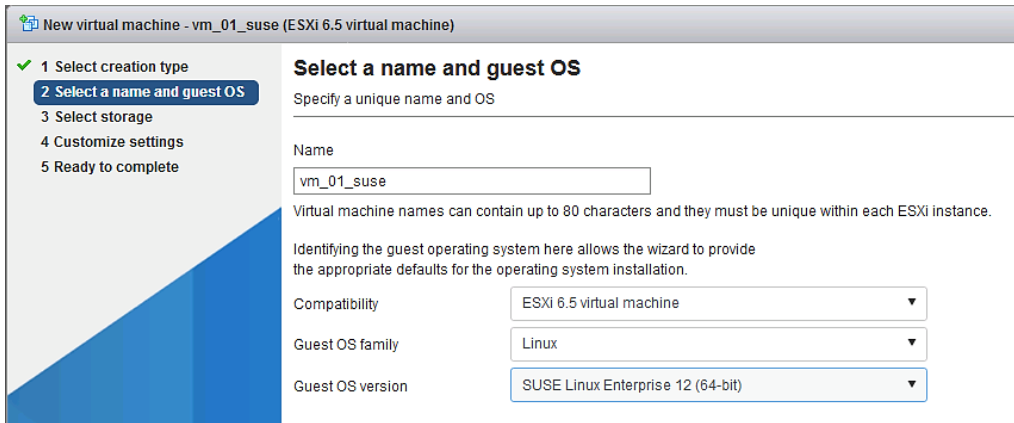 New virtual machine - vm_01_suse (ESXi 6.5 virtual machine)
1 Select creation type
2 Select a name and guest OS
3 Select storage
4 Customize settings
5 Ready to complete
Select a name and guest OS
Specify a unique name and OS
Name
vm_01_suse
Virtual machine names can contain up to 80 characters and they must be unique within each ESXi instance.
Identifying the guest operating system here allows the wizard to provide
the appropriate defaults for the operating system installation.
Compatibility ESXi 6.5 virtual machine
Guest OS family Linux
Guest OS version SUSE Linux Enterprise 12 (64-bit)